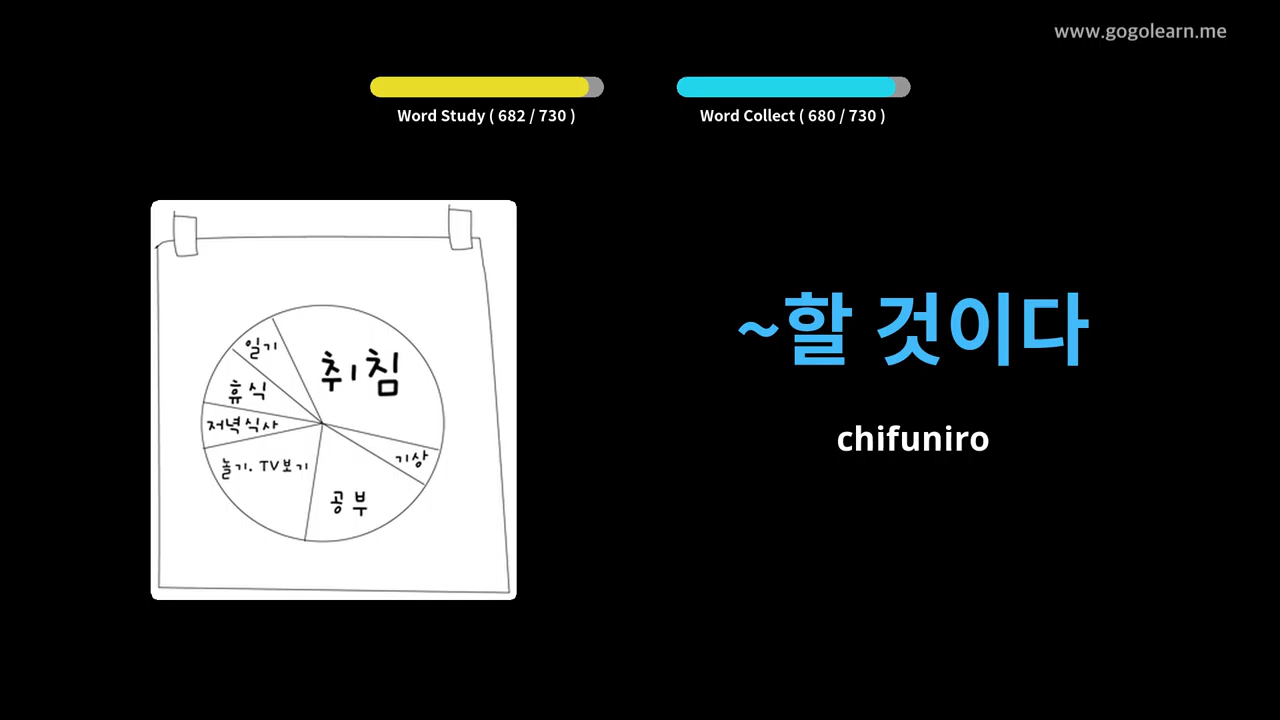 www.gogolearn.me
Word Study ( 682 / 730 )
Word Collect ( 680 / 730 )
일기
취침
휴식
저녁식사
놀기. TV보기
기상
공부
~할 것이다
chifuniro